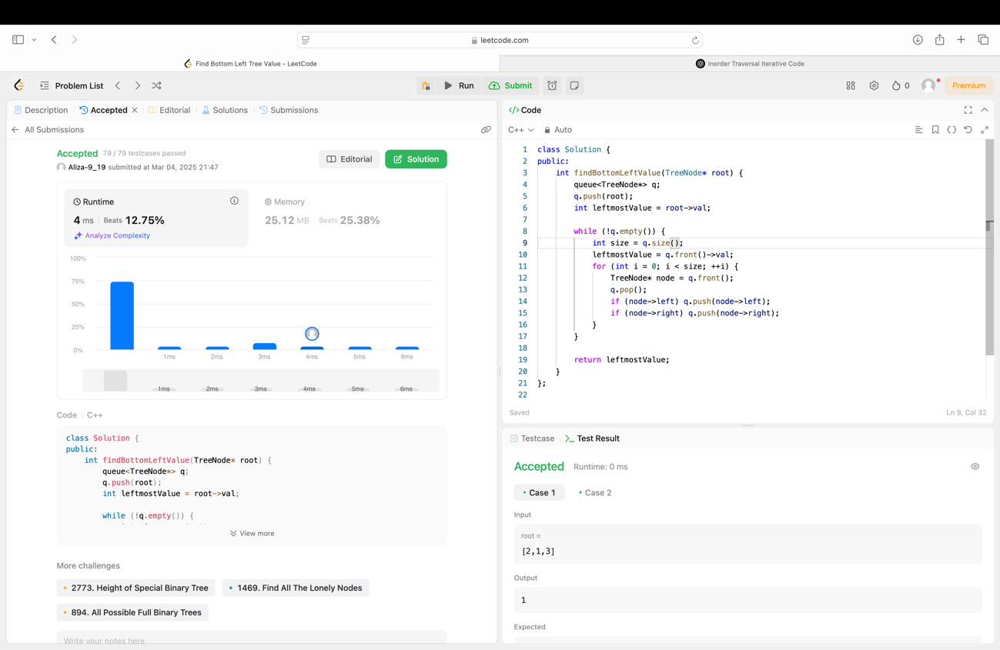 leetcode.com
Find Bottom Left Tree Value - LeetCode
Inorder Traversal Iterative Code
Problem List
Run
Submit
0
Premium
Description
Accepted
Editorial
Solutions
Submissions
All Submissions
Accepted 79 / 79 testcases passed
Aliza-9_19 submitted at Mar 04, 2025 21:47
Editorial
Solution
Runtime
4 ms Beats 12.75%
Analyze Complexity
Memory
25.12 MB Beats 25.38%
100%
75%
50%
25%
0%
1ms 2ms 3ms 4ms 5ms 6ms
1ms 2ms 3ms 4ms 5ms 6ms
Code C++
class Solution {
public:
    int findBottomLeftValue(TreeNode* root) {
        queue<TreeNode*> q;
        q.push(root);
        int leftmostValue = root->val;
        while (!q.empty()) {
View more
More challenges
2773. Height of Special Binary Tree
1469. Find All The Lonely Nodes
894. All Possible Full Binary Trees
Write your notes here
</> Code
C++ Auto
1 class Solution {
2 public:
3     int findBottomLeftValue(TreeNode* root) {
4         queue<TreeNode*> q;
5         q.push(root);
6         int leftmostValue = root->val;
7
8         while (!q.empty()) {
9             int size = q.size();
10             leftmostValue = q.front()->val;
11             for (int i = 0; i < size; ++i) {
12                 TreeNode* node = q.front();
13                 q.pop();
14                 if (node->left) q.push(node->left);
15                 if (node->right) q.push(node->right);
16             }
17         }
18
19         return leftmostValue;
20     }
21 };
22
Saved
Ln 9, Col 32
Testcase
Test Result
Accepted Runtime: 0 ms
Case 1
Case 2
Input
root =
[2,1,3]
Output
1
Expected